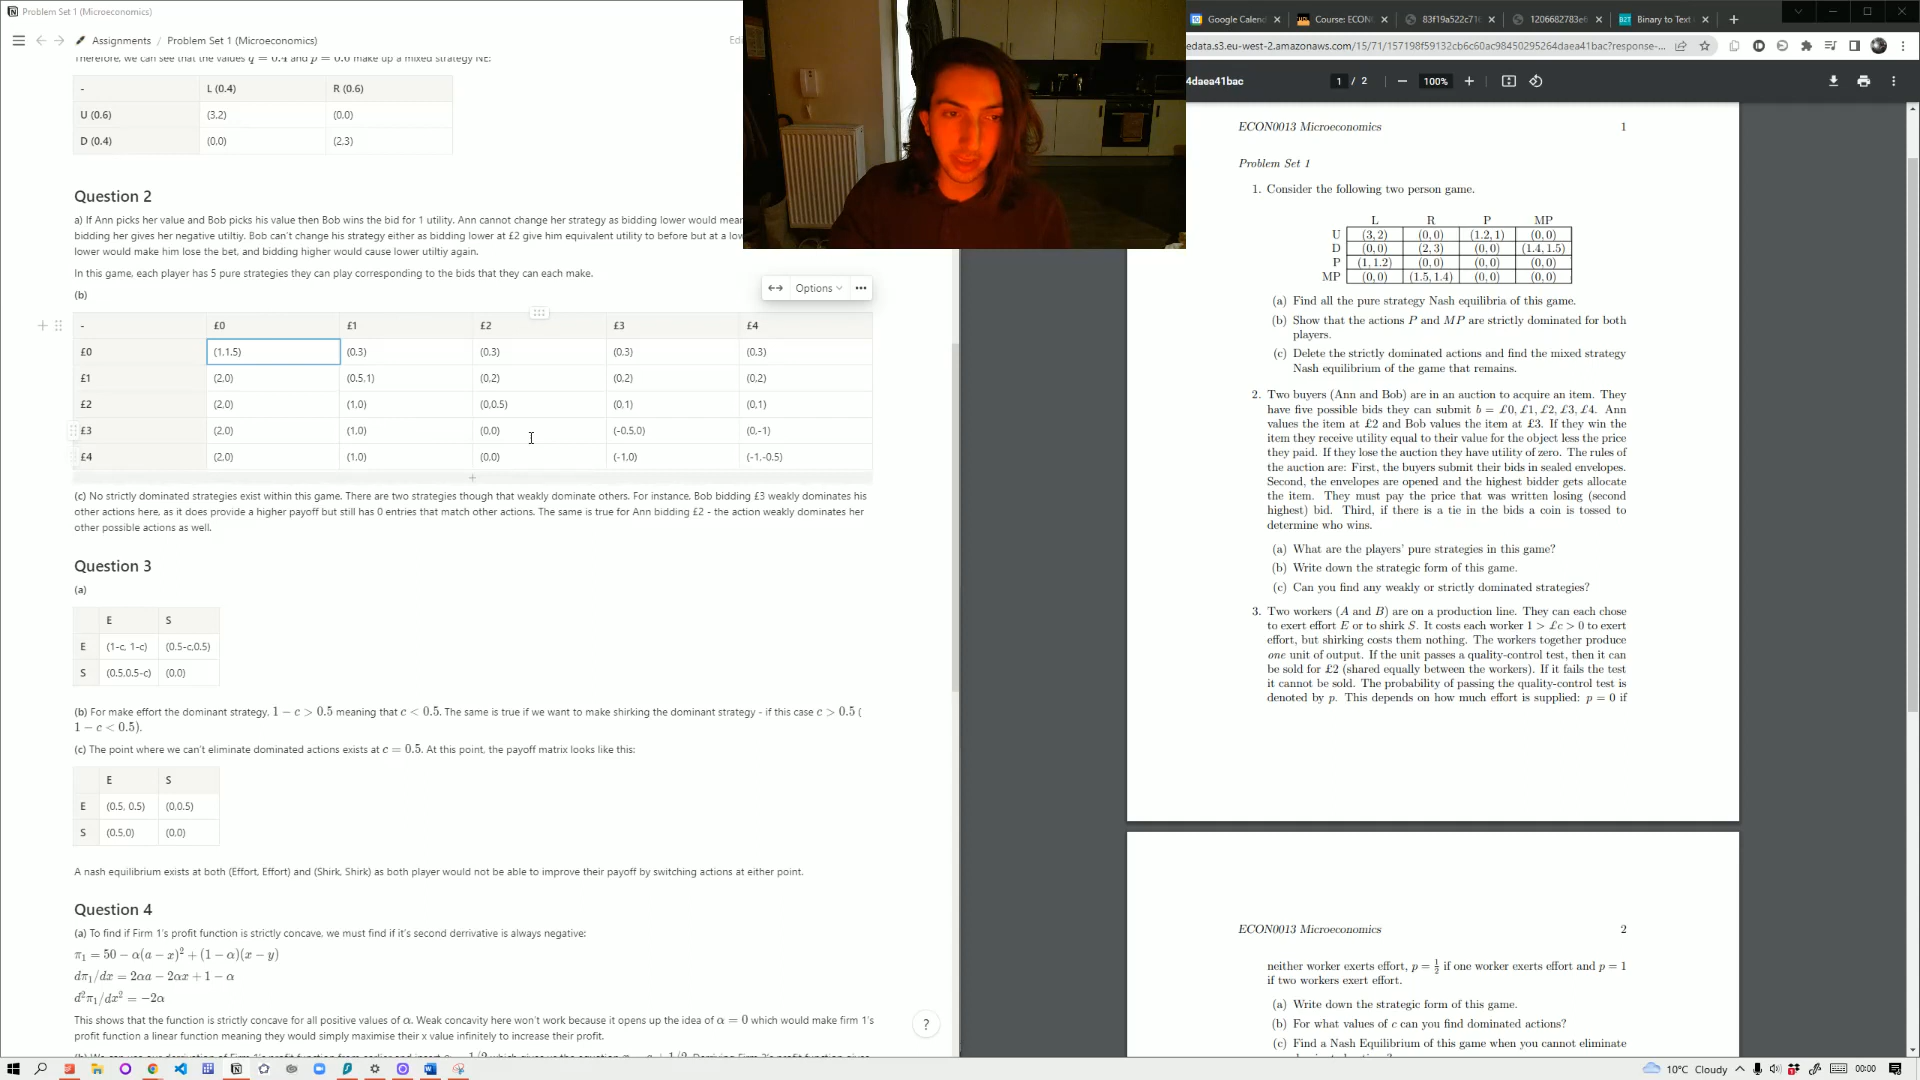 Problem Set 1 (Microeconomics)
Assignments / Problem Set 1 (Microeconomics)
Therefore, we can see that the values q = 0.4 and p = 0.6 make up a mixed strategy NE:
- L (0.4) R (0.6)
U (0.6) (3,2) (0,0)
D (0.4) (0,0) (2,3)
Question 2
a) If Ann picks her value and Bob picks his value then Bob wins the bid for 1 utility. Ann cannot change her strategy as bidding lower would
bidding her gives her negative utiltiy. Bob can't change his strategy either as bidding lower at £2 give him equivalent utility to before but at a
lower would make him lose the bet, and bidding higher would cause lower utiltiy again.
In this game, each player has 5 pure strategies they can play corresponding to the bids that they can each make.
(b)
Options
- £0 £1 £2 £3 £4
£0 (1,1.5) (0,3) (0,3) (0,3) (0,3)
£1 (2,0) (0.5,1) (0,2) (0,2) (0,2)
£2 (2,0) (1,0) (0,0.5) (0,1) (0,1)
£3 (2,0) (1,0) (0,0) (-0.5,0) (0,-1)
£4 (2,0) (1,0) (0,0) (-1,0) (-1,-0.5)
(c) No strictly dominated strategies exist within this game. There are two strategies though that weakly dominate others. For instance, Bob bidding £3 weakly dominates his
other actions here, as it does provide a higher payoff but still has 0 entries that match other actions. The same is true for Ann bidding £2 - the action weakly dominates her
other possible actions as well.
Question 3
(a)
E S
E (1-c, 1-c) (0.5-c,0.5)
S (0.5,0.5-c) (0,0)
(b) For make effort the dominant strategy, 1 − c > 0.5 meaning that c < 0.5. The same is true if we want to make shirking the dominant strategy - if this case c > 0.5 (
1 − c < 0.5).
(c) The point where we can't eliminate dominated actions exists at c = 0.5. At this point, the payoff matrix looks like this:
E S
E (0.5, 0.5) (0,0.5)
S (0.5,0) (0,0)
A nash equilibrium exists at both (Effort, Effort) and (Shirk, Shirk) as both player would not be able to improve their payoff by switching actions at either point.
Question 4
(a) To find if Firm 1's profit function is strictly concave, we must find if it's second derivative is always negative:
π₁ = 50 − α(a − x)² + (1 − α)(x − y)
dπ₁/dx = 2αa − 2αx + 1 − α
d²π₁/dx² = −2α
This shows that the function is strictly concave for all positive values of α. Weak concavity here won't work because it opens up the idea of α = 0 which would make firm 1's
profit function a linear function meaning they would simply maximise their x value infinitely to increase their profit.
?
Google Calend Course: ECON 83f19a522c71 1206682783e Binary to Text
edata.s3.eu-west-2.amazonaws.com/15/71/157198f59132cb6c60ac98450295264daea41bac?response-...
4daea41bac 1 / 2 100%
ECON0013 Microeconomics 1
Problem Set 1
1. Consider the following two person game.
L R P MP
U (3, 2) (0, 0) (1.2, 1) (0, 0)
D (0, 0) (2, 3) (0, 0) (1.4, 1.5)
P (1, 1.2) (0, 0) (0, 0) (0, 0)
MP (0, 0) (1.5, 1.4) (0, 0) (0, 0)
(a) Find all the pure strategy Nash equilibria of this game.
(b) Show that the actions P and MP are strictly dominated for both
players.
(c) Delete the strictly dominated actions and find the mixed strategy
Nash equilibrium of the game that remains.
2. Two buyers (Ann and Bob) are in an auction to acquire an item. They
have five possible bids they can submit b = £0, £1, £2, £3, £4. Ann
values the item at £2 and Bob values the item at £3. If they win the
item they receive utility equal to their value for the object less the price
they paid. If they lose the auction they have utility of zero. The rules of
the auction are: First, the buyers submit their bids in sealed envelopes.
Second, the envelopes are opened and the highest bidder gets allocate
the item. They must pay the price that was written losing (second
highest) bid. Third, if there is a tie in the bids a coin is tossed to
determine who wins.
(a) What are the players' pure strategies in this game?
(b) Write down the strategic form of this game.
(c) Can you find any weakly or strictly dominated strategies?
3. Two workers (A and B) are on a production line. They can each chose
to exert effort E or to shirk S. It costs each worker 1 > £c > 0 to exert
effort, but shirking costs them nothing. The workers together produce
one unit of output. If the unit passes a quality-control test, then it can
be sold for £2 (shared equally between the workers). If it fails the test
it cannot be sold. The probability of passing the quality-control test is
denoted by p. This depends on how much effort is supplied: p = 0 if
ECON0013 Microeconomics 2
neither worker exerts effort, p = ½ if one worker exerts effort and p = 1
if two workers exert effort.
(a) Write down the strategic form of this game.
(b) For what values of c can you find dominated actions?
(c) Find a Nash Equilibrium of this game when you cannot eliminate
10°C Cloudy 00:00